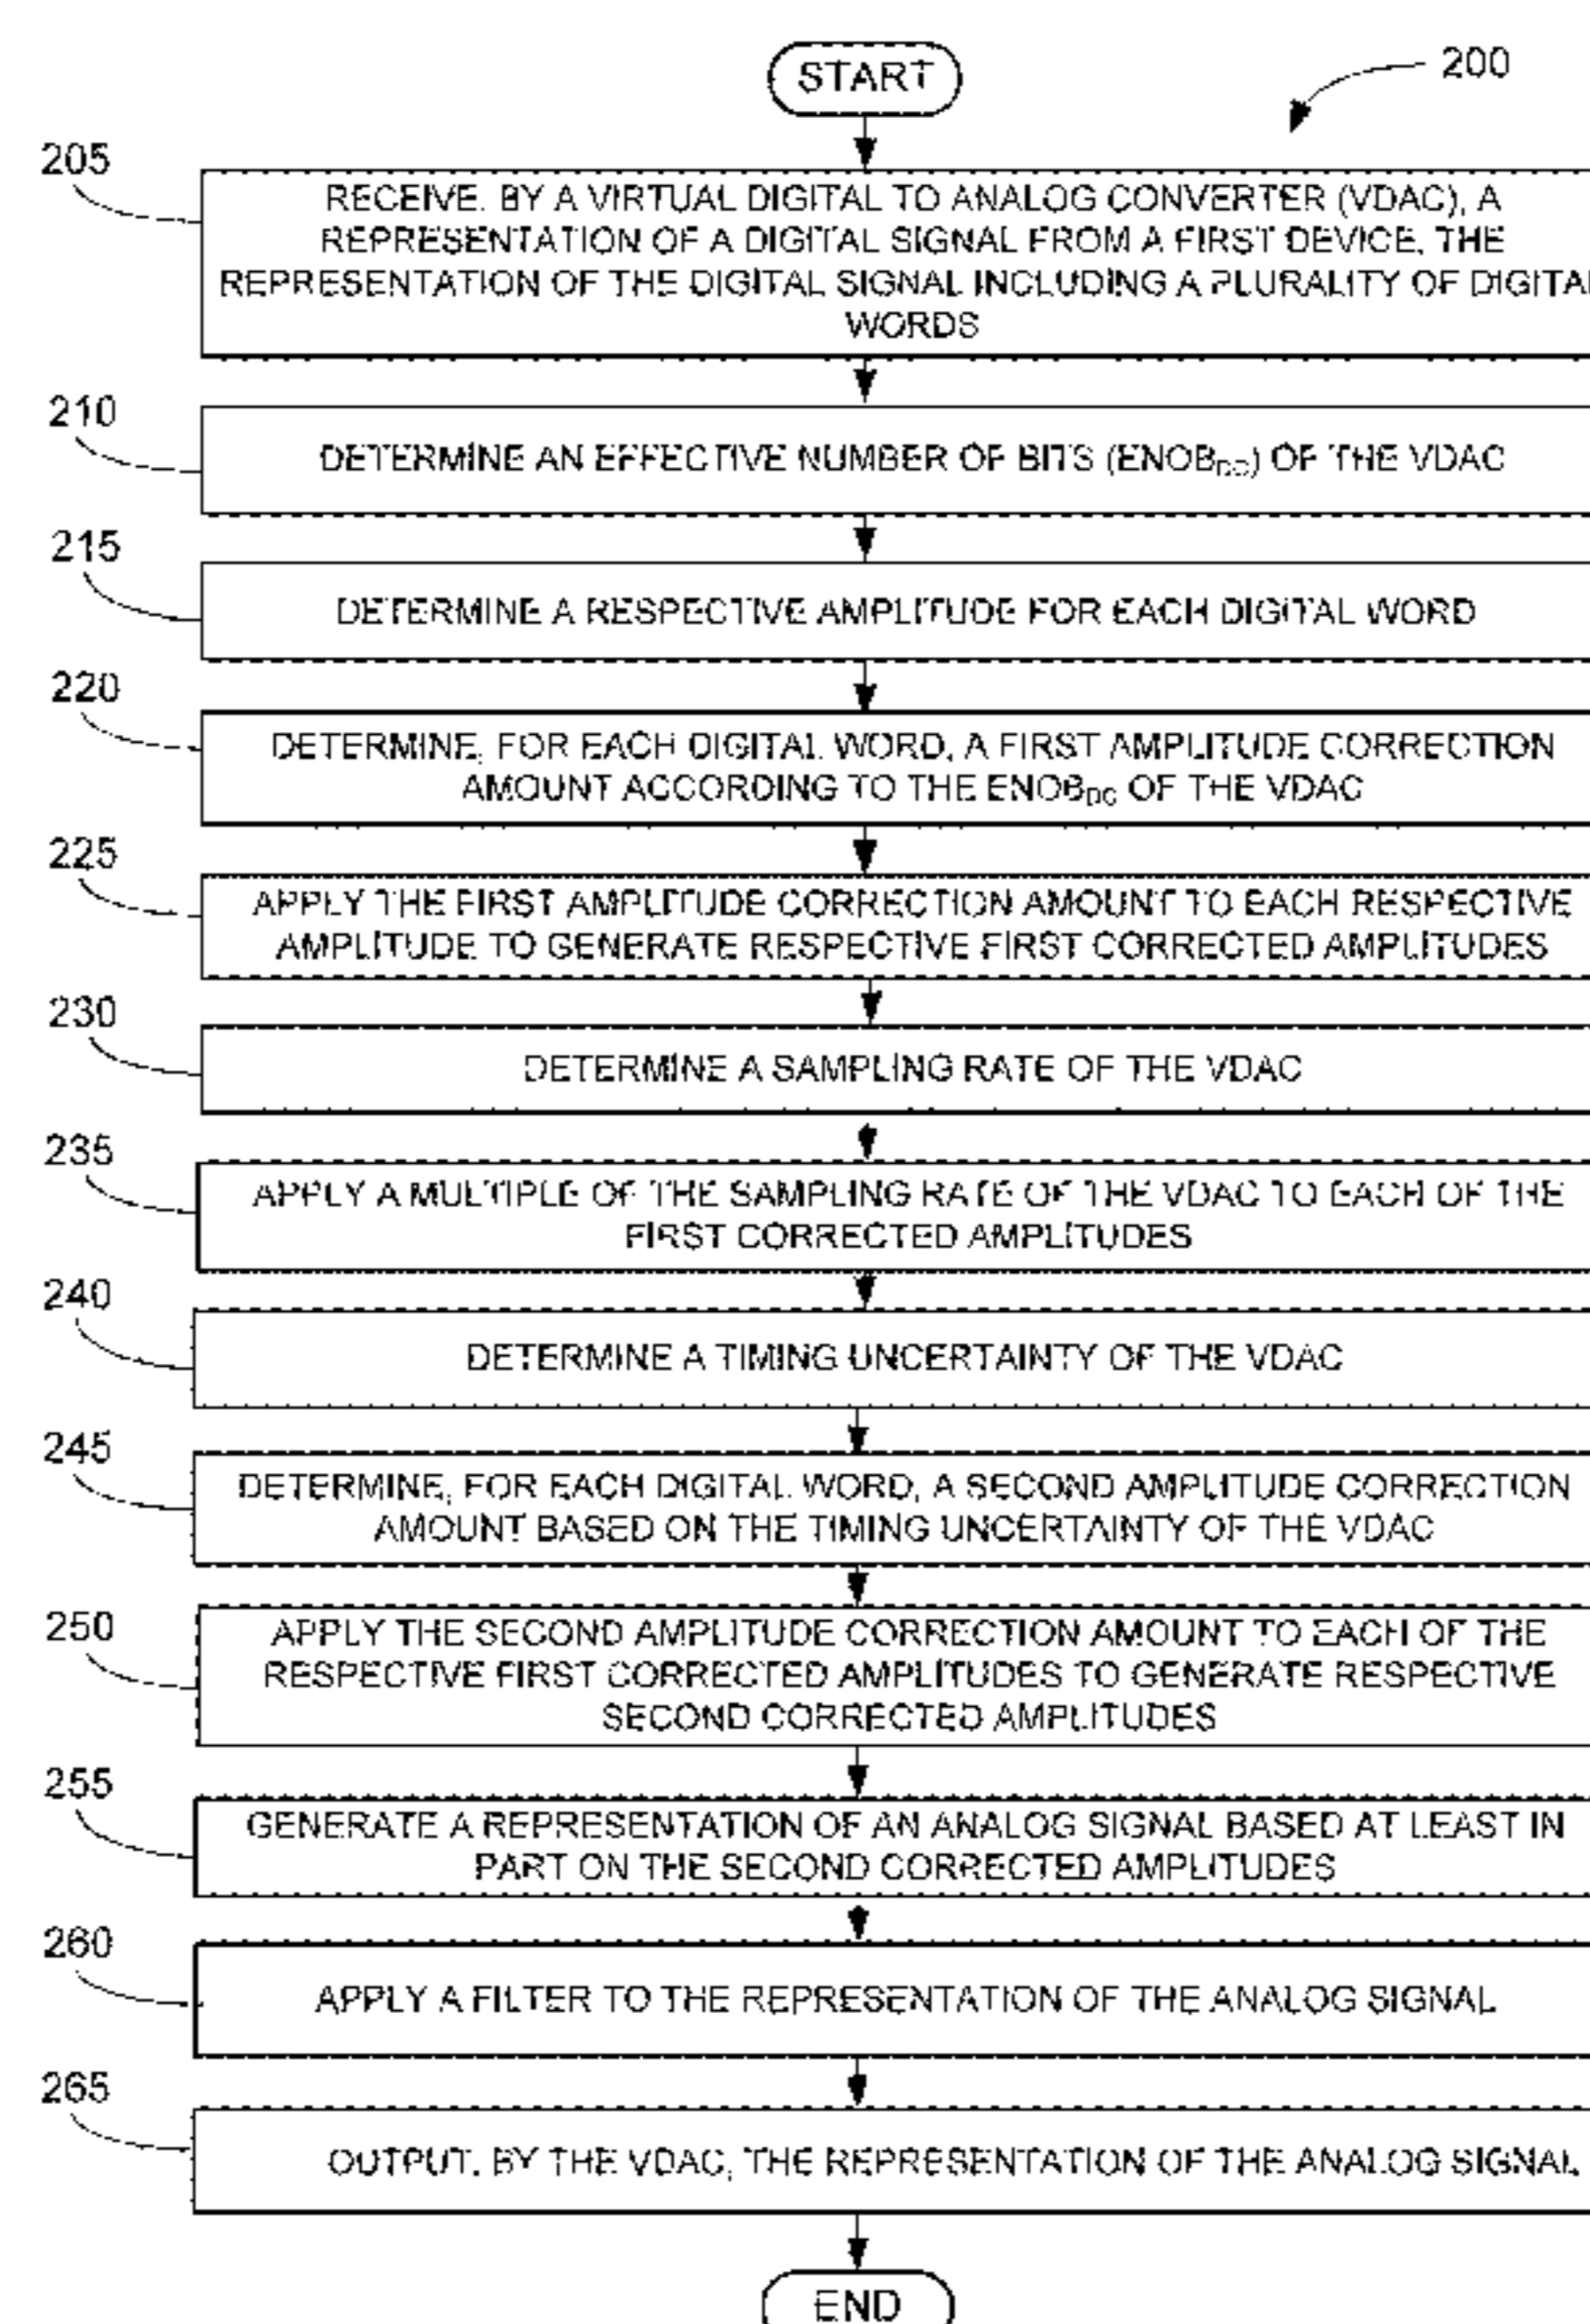 START
200
205
RECEIVE, BY A VIRTUAL DIGITAL TO ANALOG CONVERTER (VDAC), A
REPRESENTATION OF A DIGITAL SIGNAL FROM A FIRST DEVICE, THE
REPRESENTATION OF THE DIGITAL SIGNAL INCLUDING A PLURALITY OF DIGITAL
WORDS
210
DETERMINE AN EFFECTIVE NUMBER OF BITS (ENOBDC) OF THE VDAC
215
DETERMINE A RESPECTIVE AMPLITUDE FOR EACH DIGITAL WORD
220
DETERMINE, FOR EACH DIGITAL WORD, A FIRST AMPLITUDE CORRECTION
AMOUNT ACCORDING TO THE ENOBDC OF THE VDAC
225
APPLY THE FIRST AMPLITUDE CORRECTION AMOUNT TO EACH RESPECTIVE
AMPLITUDE TO GENERATE RESPECTIVE FIRST CORRECTED AMPLITUDES
230
DETERMINE A SAMPLING RATE OF THE VDAC
235
APPLY A MULTIPLE OF THE SAMPLING RATE OF THE VDAC TO EACH OF THE
FIRST CORRECTED AMPLITUDES
240
DETERMINE A TIMING UNCERTAINTY OF THE VDAC
245
DETERMINE, FOR EACH DIGITAL WORD, A SECOND AMPLITUDE CORRECTION
AMOUNT BASED ON THE TIMING UNCERTAINTY OF THE VDAC
250
APPLY THE SECOND AMPLITUDE CORRECTION AMOUNT TO EACH OF THE
RESPECTIVE FIRST CORRECTED AMPLITUDES TO GENERATE RESPECTIVE
SECOND CORRECTED AMPLITUDES
255
GENERATE A REPRESENTATION OF AN ANALOG SIGNAL BASED AT LEAST IN
PART ON THE SECOND CORRECTED AMPLITUDES
260
APPLY A FILTER TO THE REPRESENTATION OF THE ANALOG SIGNAL
265
OUTPUT, BY THE VDAC, THE REPRESENTATION OF THE ANALOG SIGNAL
END